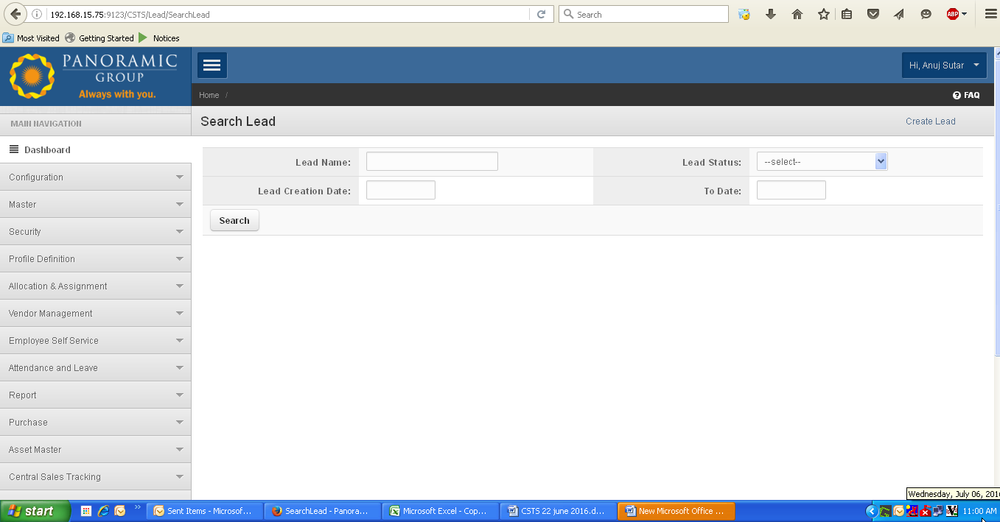 192.168.15.75:9123/CSTS/Lead/SearchLead
Search
ABP
Most Visited Getting Started Notices
PANORAMIC
GROUP
Always with you.
Hi, Anuj Sutar
Home /
FAQ
MAIN NAVIGATION
Search Lead
Create Lead
Dashboard
Configuration
Master
Security
Profile Definition
Allocation & Assignment
Vendor Management
Employee Self Service
Attendance and Leave
Report
Purchase
Asset Master
Central Sales Tracking
Lead Name:
Lead Status: --select--
Lead Creation Date:
To Date:
Search
Wednesday, July 06, 201
start
Sent Items - Microsof...
SearchLead - Panora...
Microsoft Excel - Cop...
CSTS 22 june 2016.d...
New Microsoft Office ...
11:00 AM